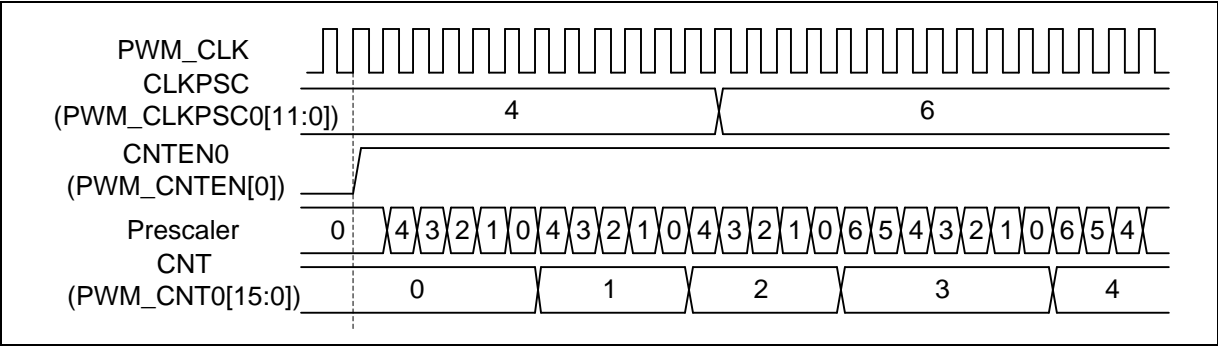 PWM_CLK
CLKPSC
(PWM_CLKPSC0[11:0]) 4 6
CNTEN0
(PWM_CNTEN[0])
Prescaler 0 4 3 2 1 0 4 3 2 1 0 4 3 2 1 0 6 5 4 3 2 1 0 6 5 4
CNT
(PWM_CNT0[15:0]) 0 1 2 3 4